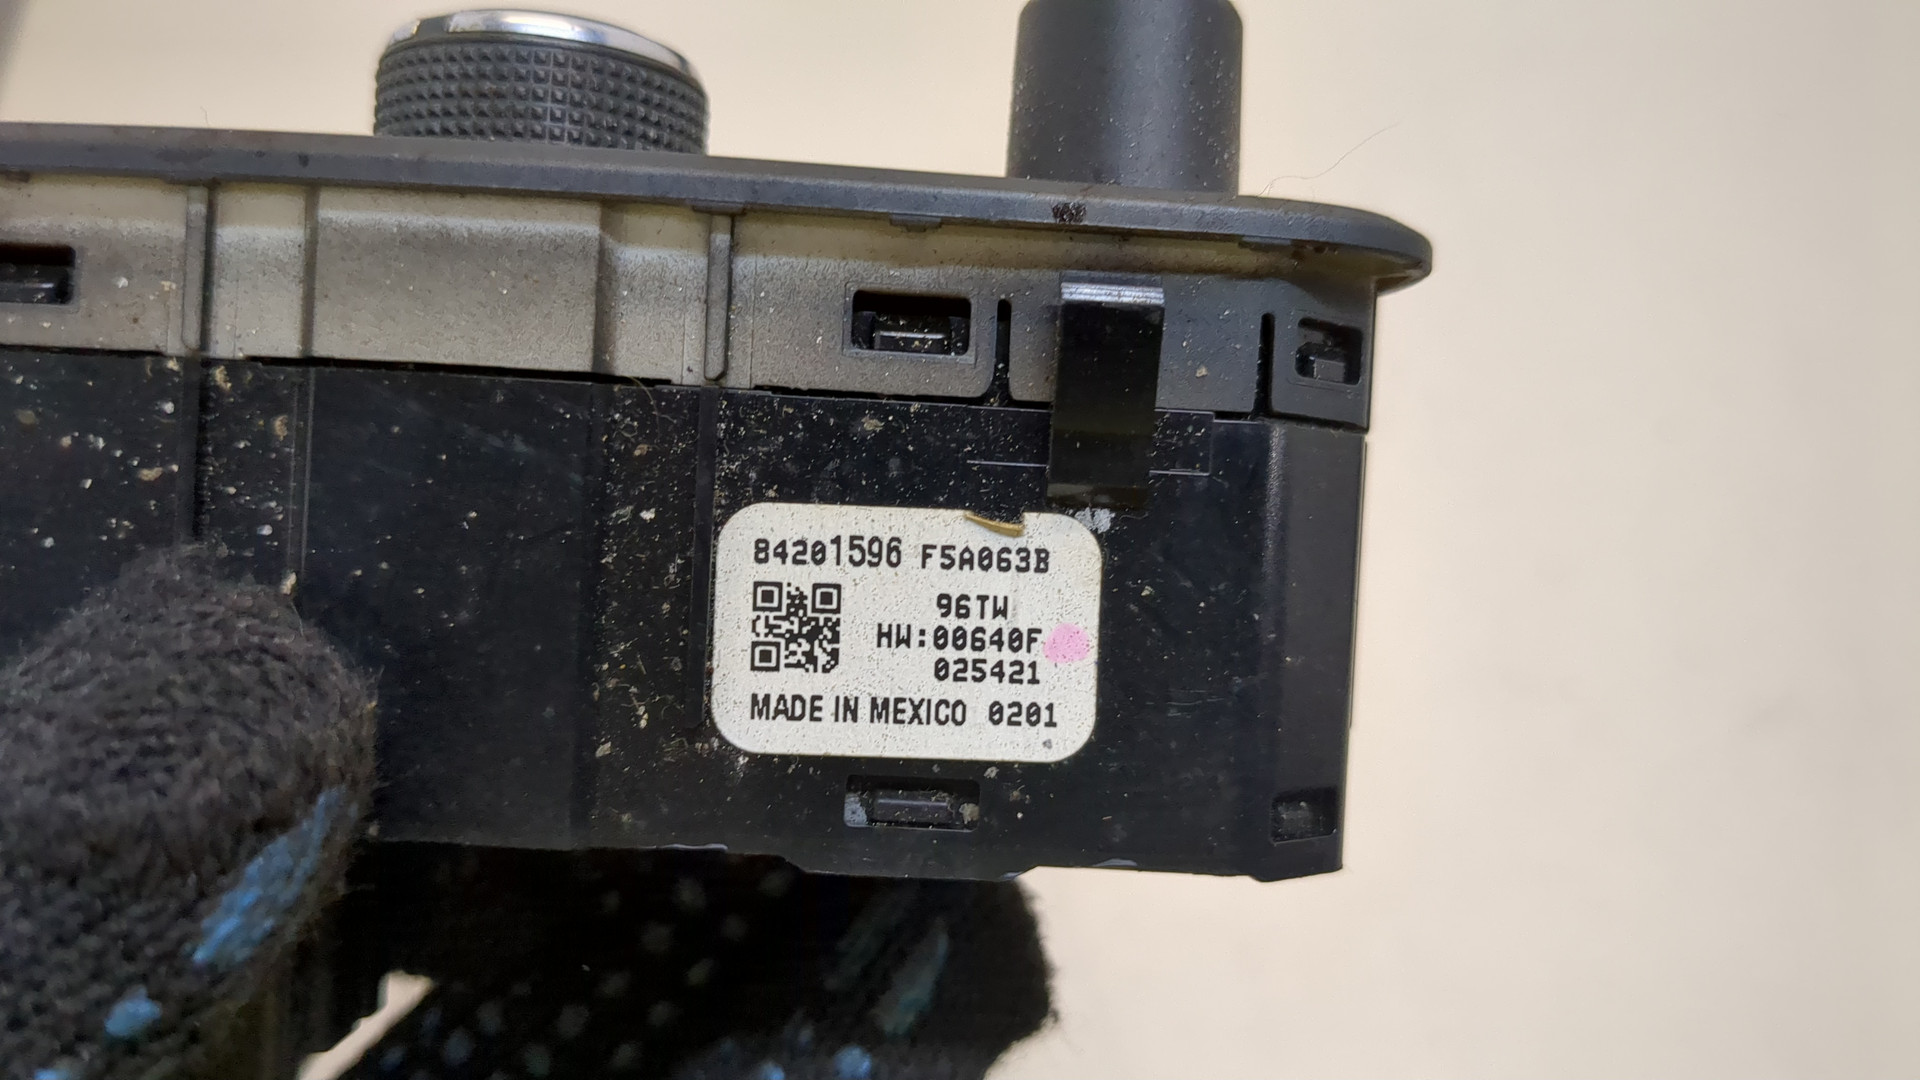 84201596 F5A063B
96TW
HW:00640F
025421
MADE IN MEXICO 0201